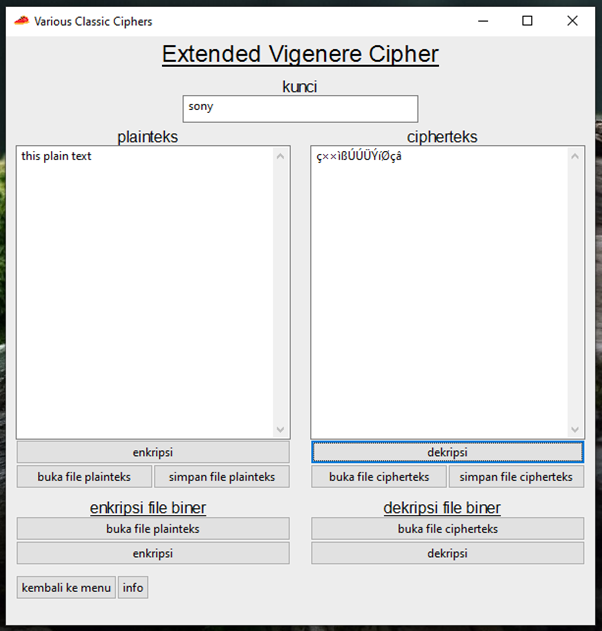 Various Classic Ciphers
Extended Vigenere Cipher
kunci
sony
plainteks
cipherteks
this plain text
ç××ìßÚÚÜÝíØçâ
enkripsi
dekripsi
buka file plainteks
simpan file plainteks
buka file cipherteks
simpan file cipherteks
enkripsi file biner
dekripsi file biner
buka file plainteks
buka file cipherteks
enkripsi
dekripsi
kembali ke menu
info